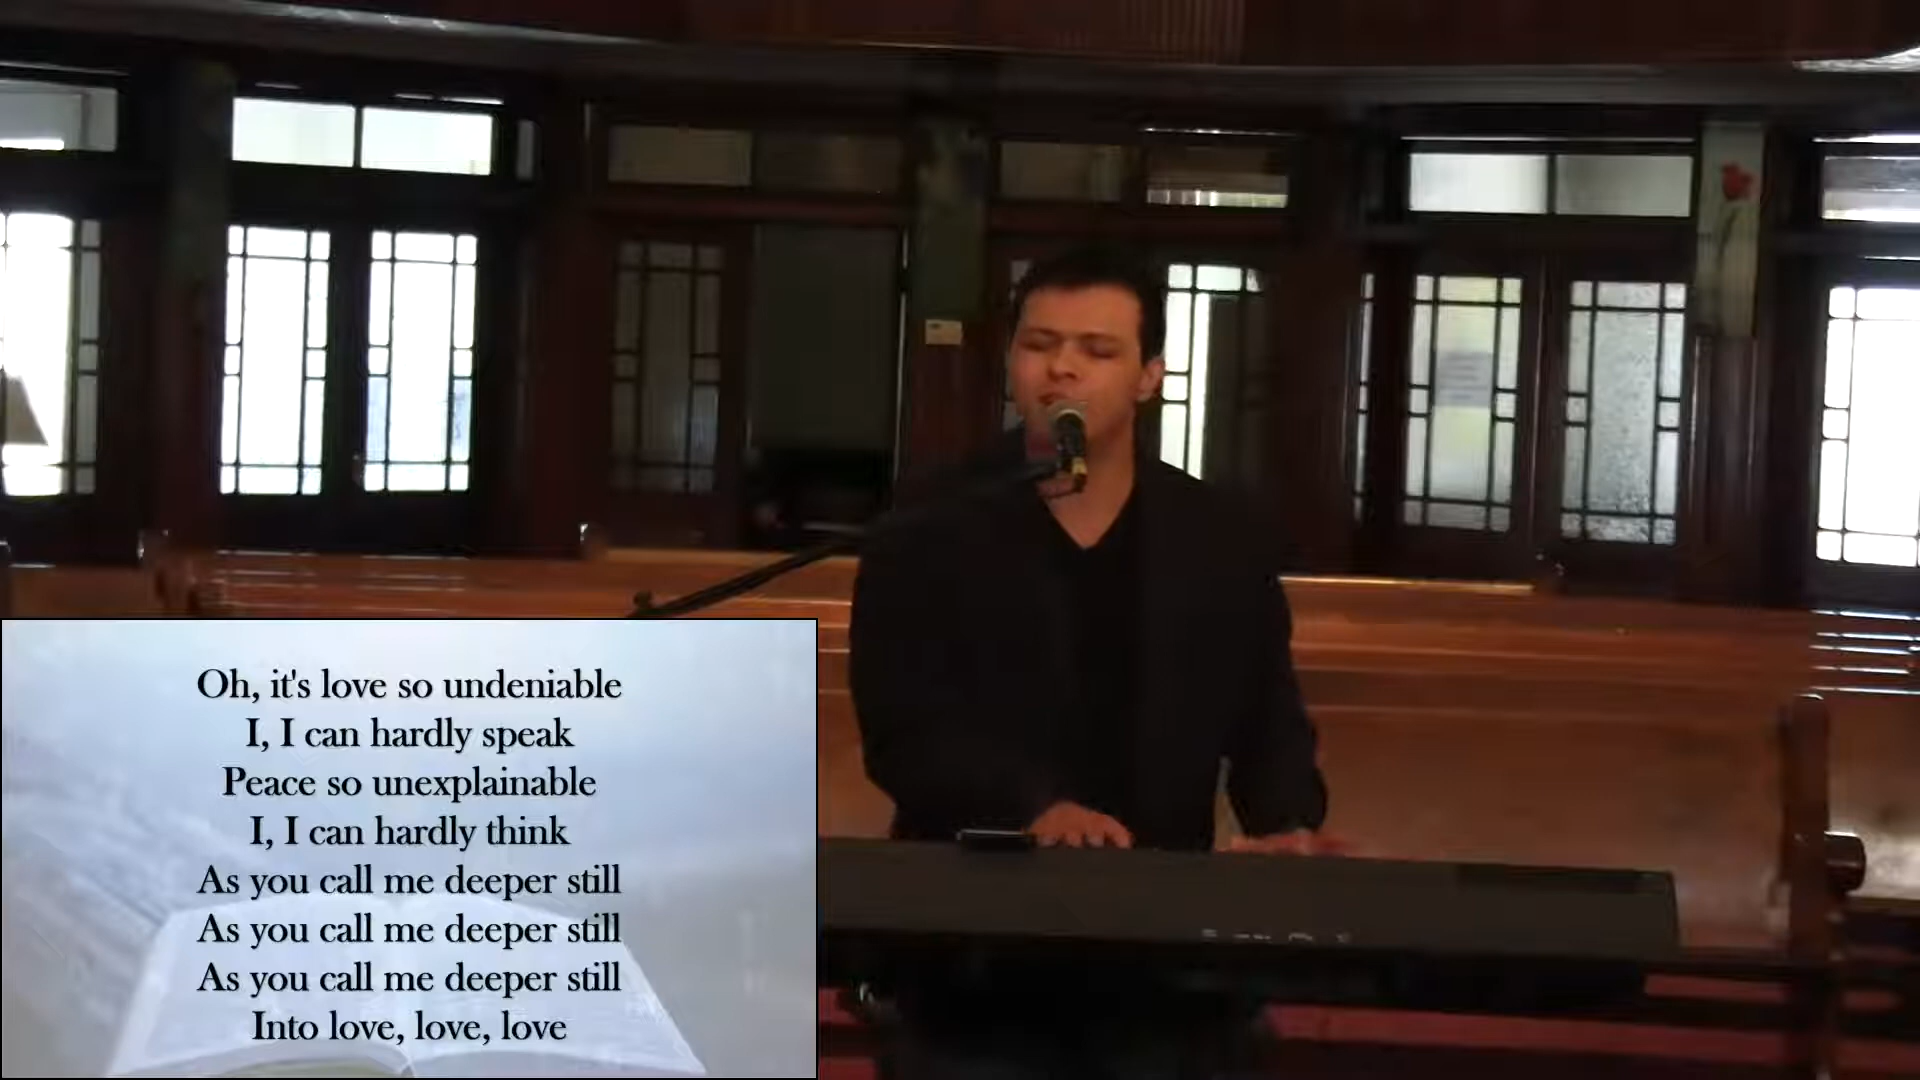 Oh, it's love so undeniable
I, I can hardly speak
Peace so unexplainable
I, I can hardly think
As you call me deeper still
As you call me deeper still
As you call me deeper still
Into love, love, love